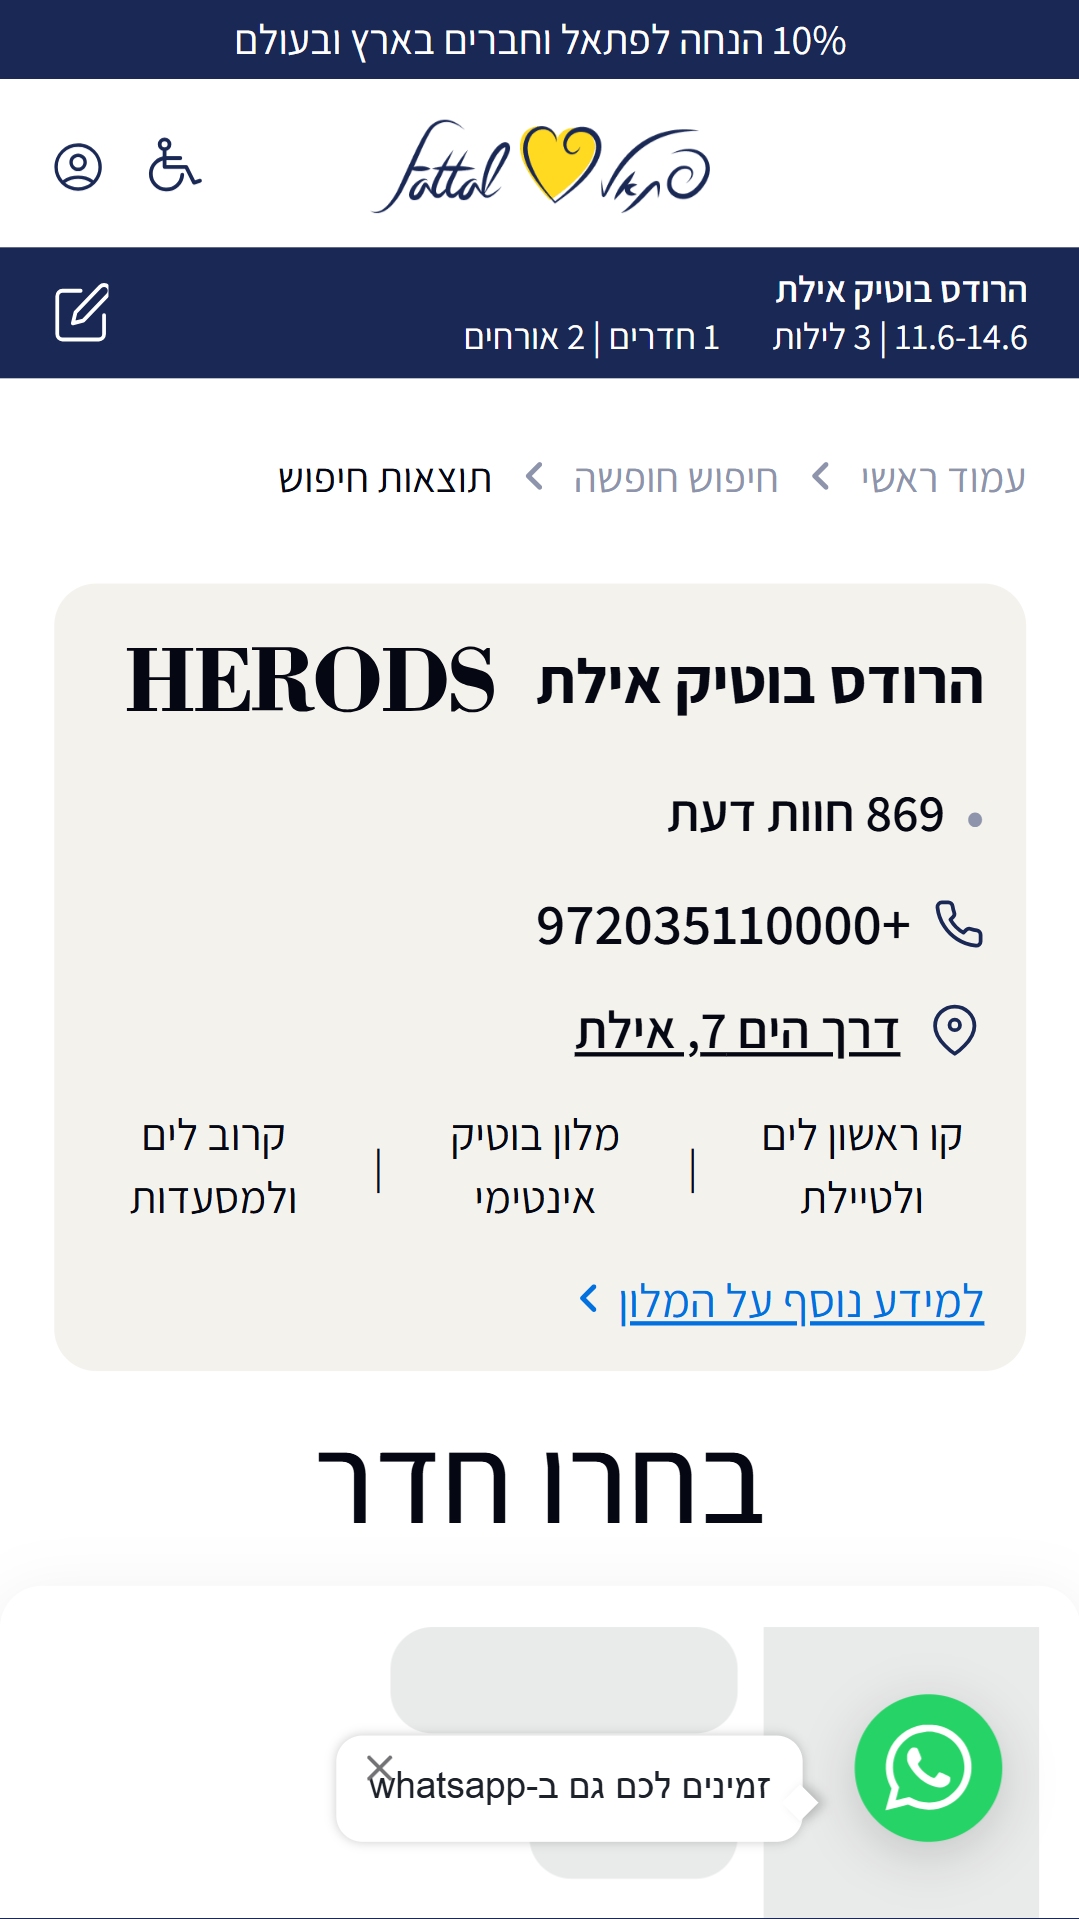 10% הנחה לפתאל וחברים בארץ ובעולם
fattal פתאל
הרודס בוטיק אילת
11.6-14.6 | 3 לילות 1 חדרים | 2 אורחים
עמוד ראשי חיפוש חופשה תוצאות חיפוש
הרודס בוטיק אילת HERODS
869 חוות דעת
972035110000+
דרך הים 7, אילת
קו ראשון לים
ולטיילת
מלון בוטיק
אינטימי
קרוב לים
ולמסעדות
למידע נוסף על המלון
בחרו חדר
זמינים לכם גם ב-whatsapp